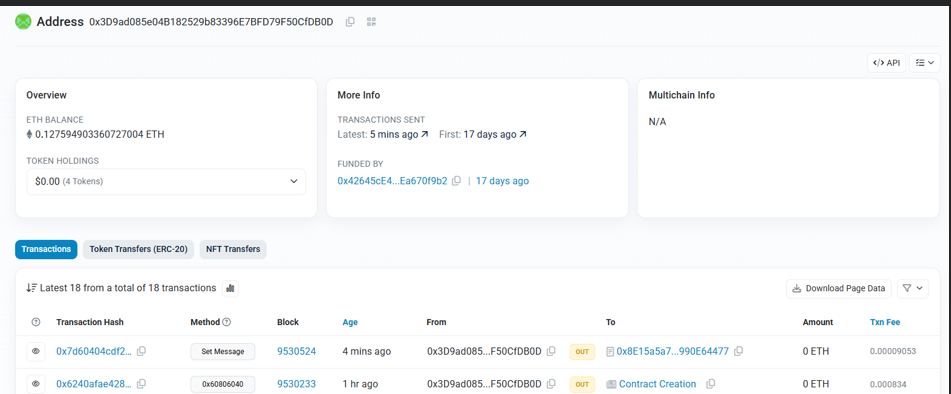 Address 0x3D9ad085e04B182529b83396E7BFD79F50CfDB0D
</> API
Overview
ETH BALANCE
0.127594903360727004 ETH
TOKEN HOLDINGS
$0.00 (4 Tokens)
More Info
TRANSACTIONS SENT
Latest: 5 mins ago First: 17 days ago
FUNDED BY
0x42645cE4...Ea670f9b2 | 17 days ago
Multichain Info
N/A
Transactions Token Transfers (ERC-20) NFT Transfers
Latest 18 from a total of 18 transactions Download Page Data
Transaction Hash Method Block Age From To Amount Txn Fee
0x7d60404cdf2... Set Message 9530524 4 mins ago 0x3D9ad085...F50CfDB0D OUT 0x8E15a5a7...990E64477 0 ETH 0.00009053
0x6240afae428... 0x60806040 9530233 1 hr ago 0x3D9ad085...F50CfDB0D OUT Contract Creation 0 ETH 0.000834